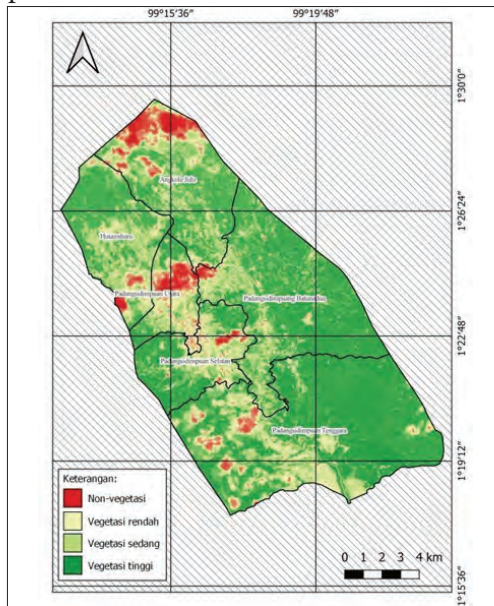 99°15'36" 99°19'48"
1°30'0"
1°26'24"
1°22'48"
1°19'12"
1°15'36"
Angkola Julu
Hutaimbaru
Padangsidimpuan Utara
Padangsidimpuan Batunadua
Padangsidimpuan Selatan
Padangsidimpuan Tenggara
Keterangan:
Non-vegetasi
Vegetasi rendah
Vegetasi sedang
Vegetasi tinggi
0 1 2 3 4 km